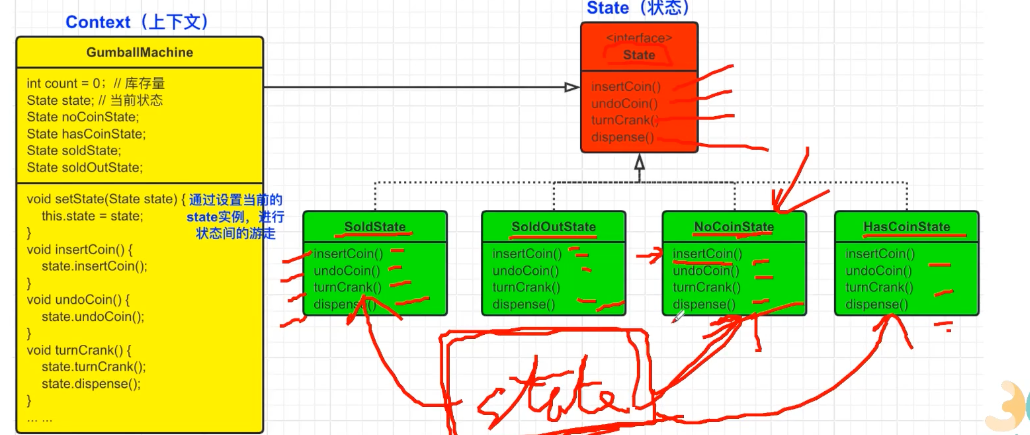 Context（上下文）
GumballMachine
int count = 0；// 库存量
State state; // 当前状态
State noCoinState;
State hasCoinState;
State soldState;
State soldOutState;
void setState(State state) {
this.state = state;
}
void insertCoin() {
state.insertCoin();
}
void undoCoin() {
state.undoCoin();
}
void turnCrank() {
state.turnCrank();
state.dispense();
}
... ...
通过设置当前的
state实例，进行
状态间的游走
State（状态）
<interface>
State
insertCoin()
undoCoin()
turnCrank()
dispense()
SoldState
insertCoin()
undoCoin()
turnCrank()
dispense()
SoldOutState
insertCoin()
undoCoin()
turnCrank()
dispense()
NoCoinState
insertCoin()
undoCoin()
turnCrank()
dispense()
HasCoinState
insertCoin()
undoCoin()
turnCrank()
dispense()
state